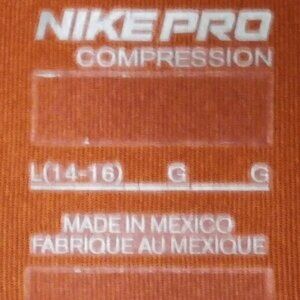 NIKE PRO
COMPRESSION
L(14-16) G G
MADE IN MEXICO
FABRIQUE AU MEXIQUE